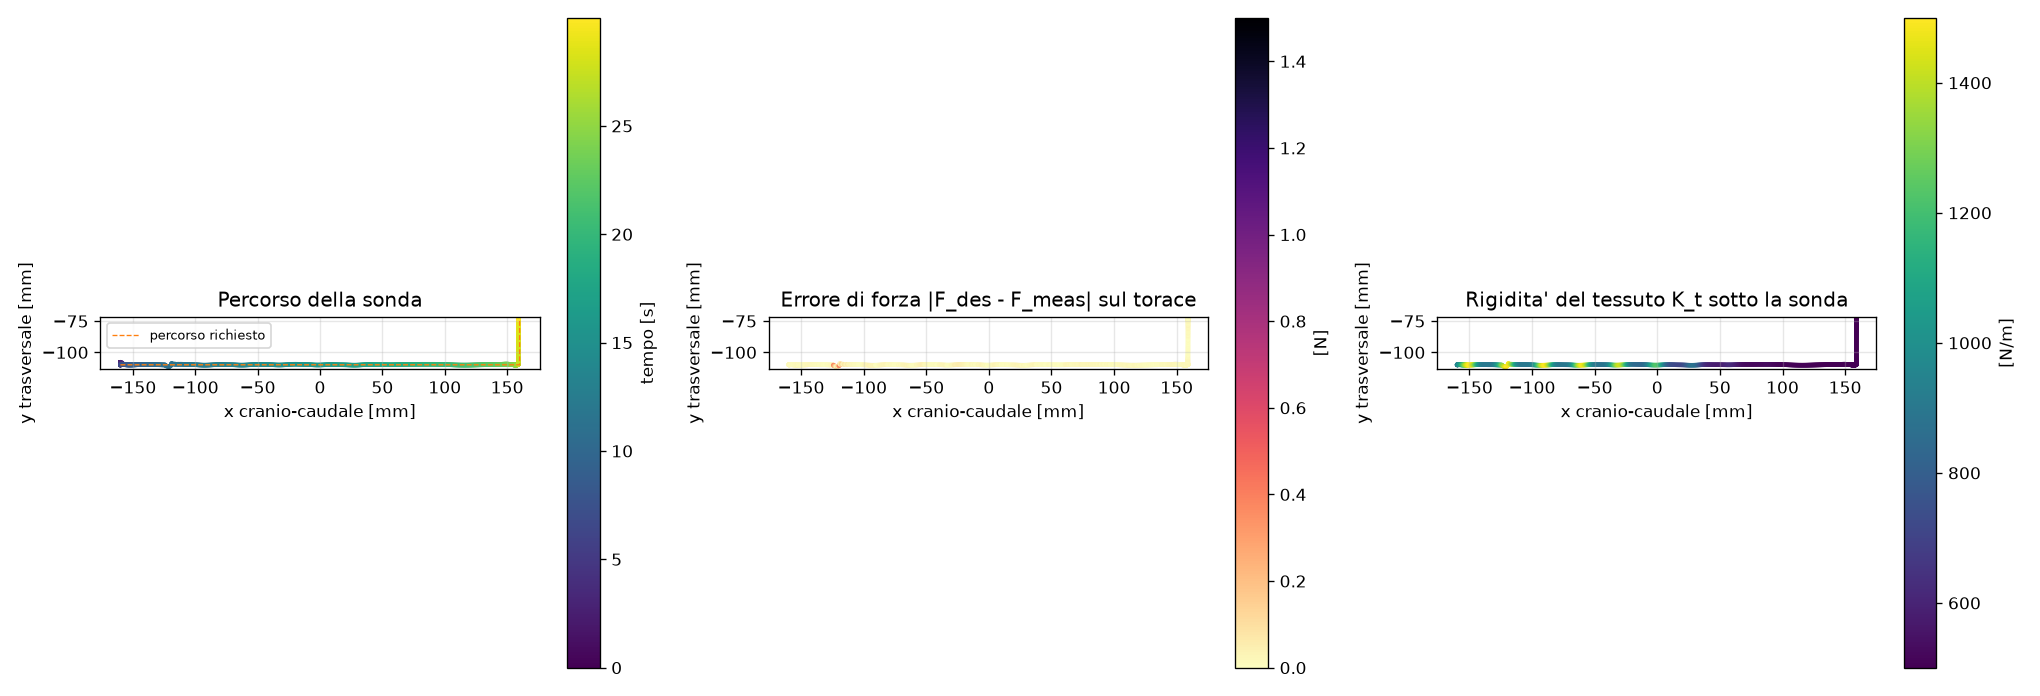 Percorso della sonda
percorso richiesto
−75
−100
−150 −100 −50 0 50 100 150
x cranio-caudale [mm]
y trasversale [mm]
25
20
15
10
5
0
tempo [s]
Errore di forza |F_des - F_meas| sul torace
−75
−100
−150 −100 −50 0 50 100 150
x cranio-caudale [mm]
y trasversale [mm]
1.4
1.2
1.0
0.8
0.6
0.4
0.2
0.0
[N]
Rigidita' del tessuto K_t sotto la sonda
−75
−100
−150 −100 −50 0 50 100 150
x cranio-caudale [mm]
y trasversale [mm]
1400
1200
1000
800
600
[N/m]